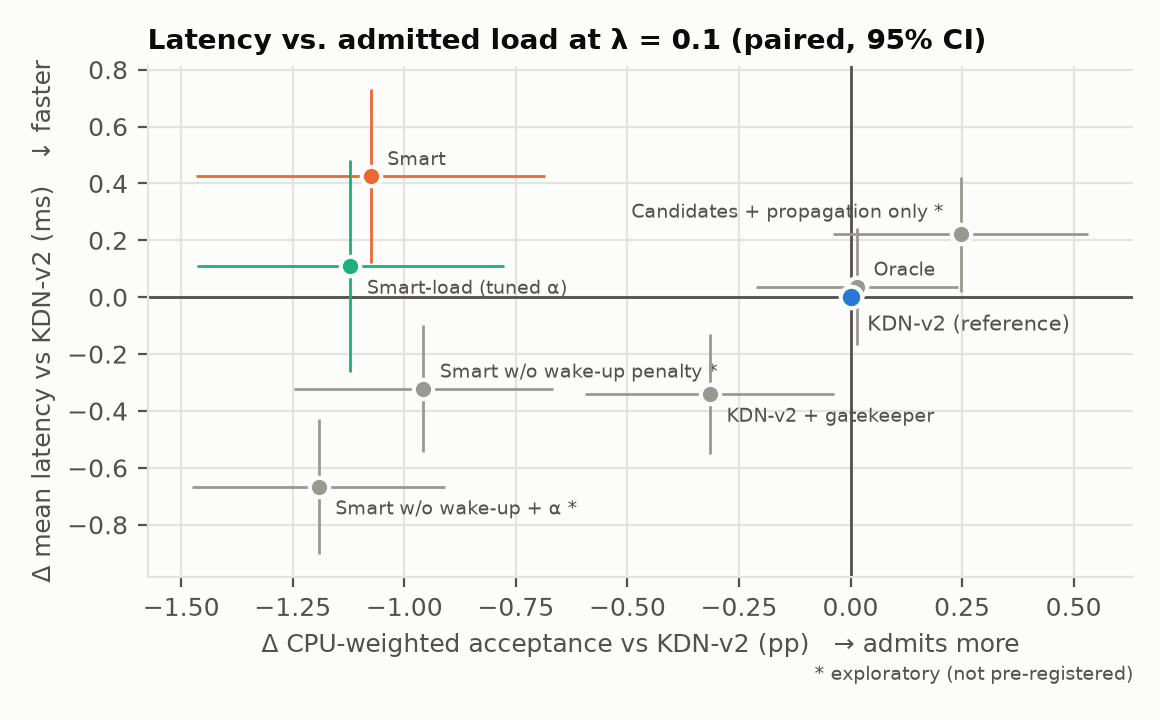 Latency vs. admitted load at λ = 0.1 (paired, 95% CI)
Δ mean latency vs KDN-v2 (ms) ↓ faster
0.8
0.6
0.4
0.2
0.0
−0.2
−0.4
−0.6
−0.8
Smart
Candidates + propagation only *
Oracle
Smart-load (tuned α)
KDN-v2 (reference)
Smart w/o wake-up penalty *
KDN-v2 + gatekeeper
Smart w/o wake-up + α *
−1.50 −1.25 −1.00 −0.75 −0.50 −0.25 0.00 0.25 0.50
Δ CPU-weighted acceptance vs KDN-v2 (pp) → admits more
* exploratory (not pre-registered)